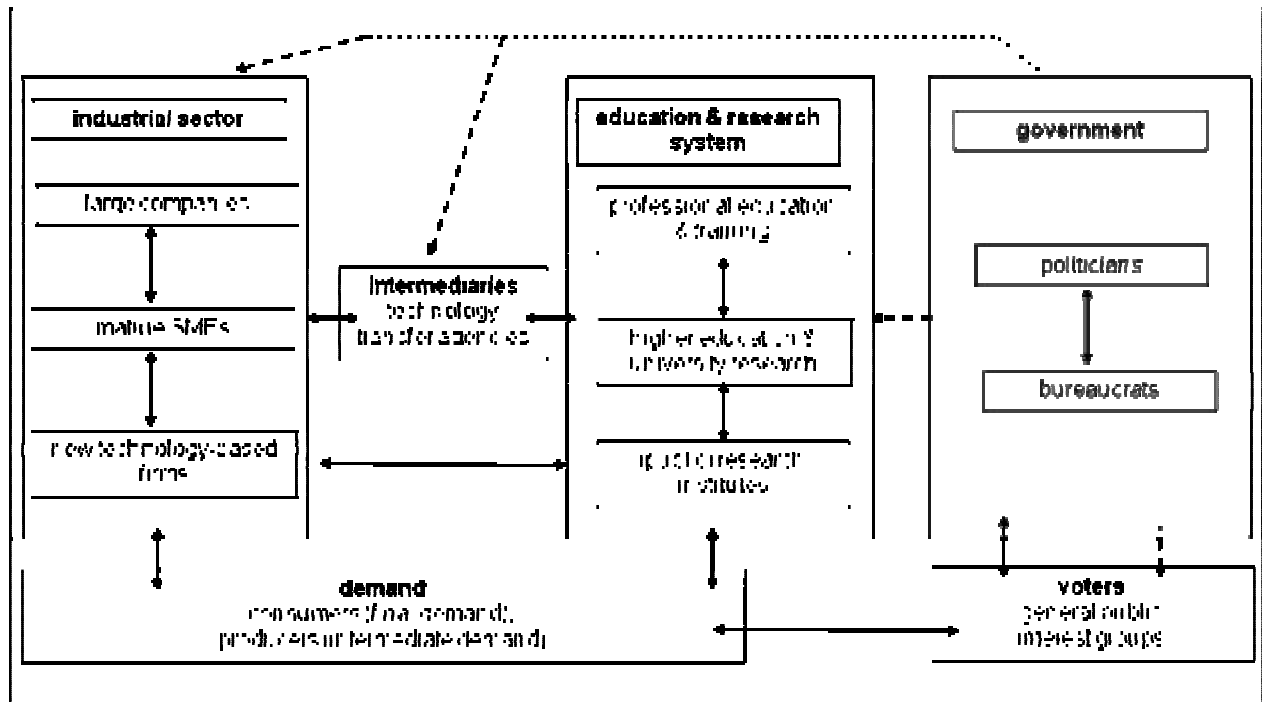 industrial sector
large companies
mature SMEs
new technology-based
firms
intermediaries
technology
transfer agencies
education & research
system
professional education
& training
higher education &
university research
public research
institutes
government
politicians
bureaucrats
demand
consumers (final demand),
producers (intermediate demand)
voters
general public
interest groups